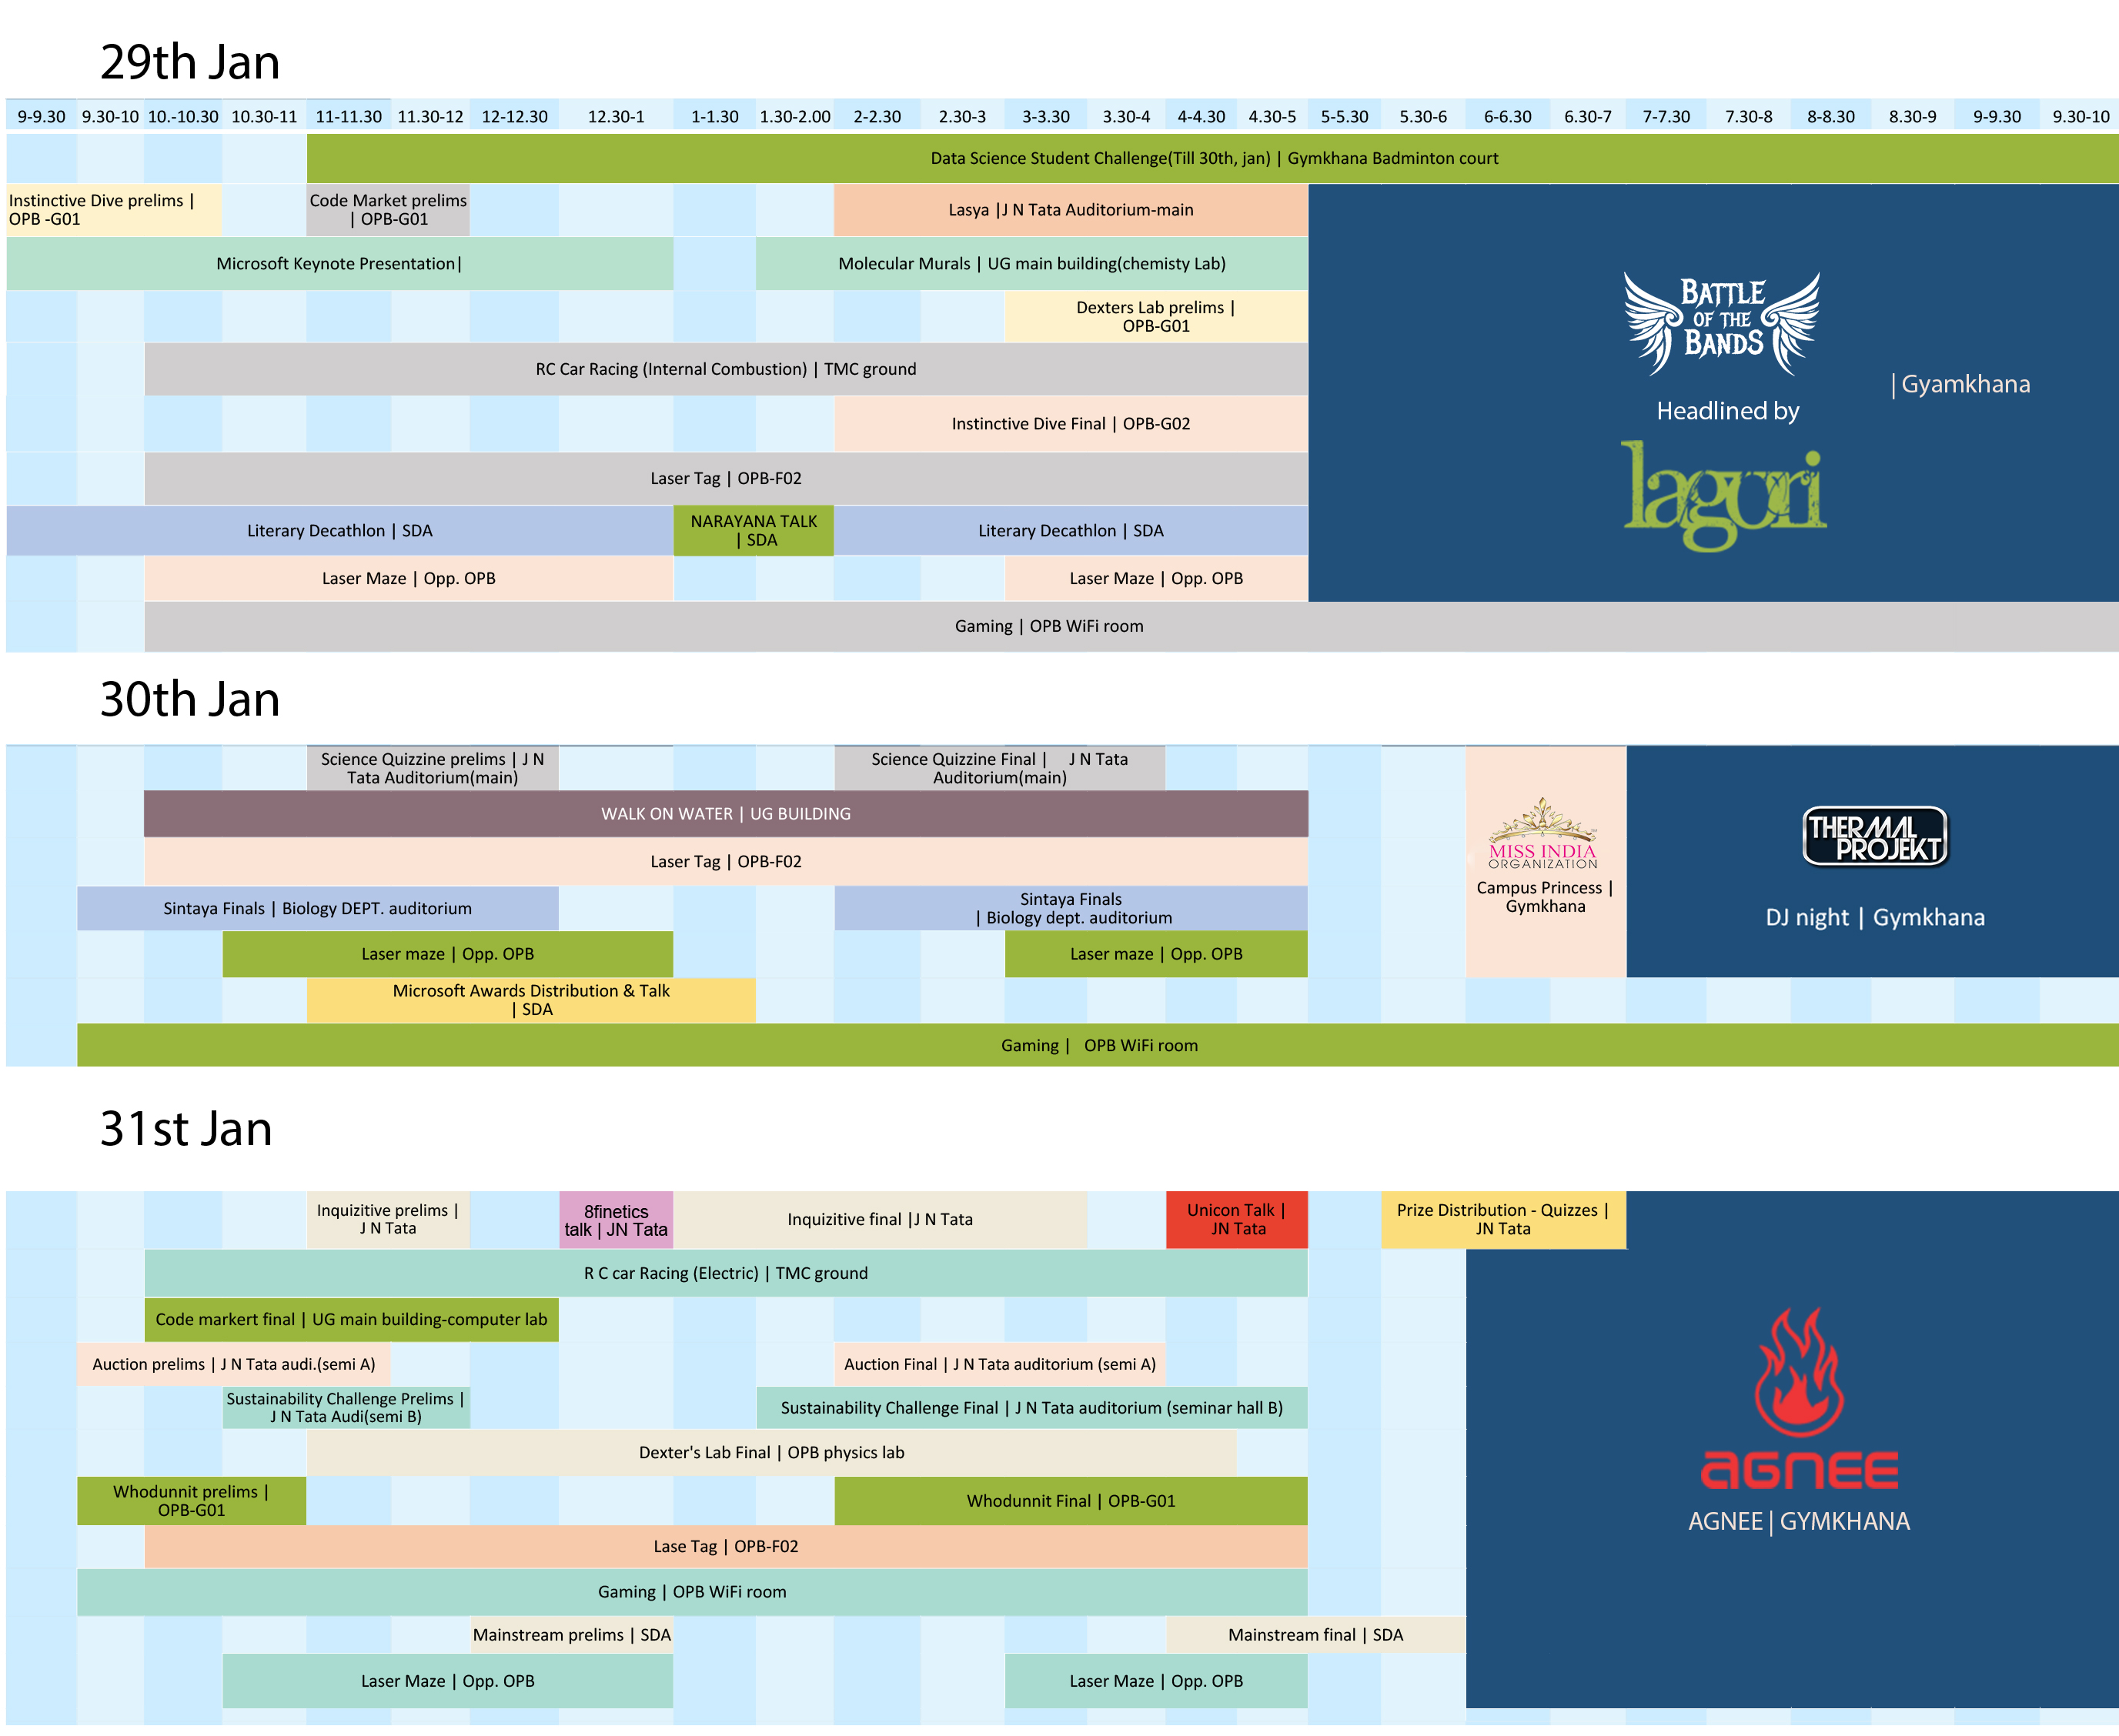 29th Jan
9-9.30 9.30-10 10.-10.30 10.30-11 11-11.30 11.30-12 12-12.30 12.30-1 1-1.30 1.30-2.00 2-2.30 2.30-3 3-3.30 3.30-4 4-4.30 4.30-5 5-5.30 5.30-6 6-6.30 6.30-7 7-7.30 7.30-8 8-8.30 8.30-9 9-9.30 9.30-10
Data Science Student Challenge(Till 30th, jan) | Gymkhana Badminton court
Instinctive Dive prelims |
OPB -G01
Code Market prelims
| OPB-G01
Lasya |J N Tata Auditorium-main
Microsoft Keynote Presentation|
Molecular Murals | UG main building(chemisty Lab)
Dexters Lab prelims |
OPB-G01
RC Car Racing (Internal Combustion) | TMC ground
Instinctive Dive Final | OPB-G02
Laser Tag | OPB-F02
Literary Decathlon | SDA
NARAYANA TALK
| SDA
Literary Decathlon | SDA
Laser Maze | Opp. OPB
Laser Maze | Opp. OPB
Gaming | OPB WiFi room
BATTLE
OF THE
BANDS
| Gyamkhana
Headlined by
lagori
30th Jan
Science Quizzine prelims | J N
Tata Auditorium(main)
Science Quizzine Final | J N Tata
Auditorium(main)
WALK ON WATER | UG BUILDING
Laser Tag | OPB-F02
Sintaya Finals | Biology DEPT. auditorium
Sintaya Finals
| Biology dept. auditorium
Laser maze | Opp. OPB
Laser maze | Opp. OPB
Microsoft Awards Distribution & Talk
| SDA
Gaming | OPB WiFi room
MISS INDIA
ORGANIZATION
Campus Princess |
Gymkhana
THERMAL
PROJEKT
DJ night | Gymkhana
31st Jan
Inquizitive prelims |
J N Tata
8finetics
talk | JN Tata
Inquizitive final |J N Tata
Unicon Talk |
JN Tata
Prize Distribution - Quizzes |
JN Tata
R C car Racing (Electric) | TMC ground
Code markert final | UG main building-computer lab
Auction prelims | J N Tata audi.(semi A)
Auction Final | J N Tata auditorium (semi A)
Sustainability Challenge Prelims |
J N Tata Audi(semi B)
Sustainability Challenge Final | J N Tata auditorium (seminar hall B)
Dexter's Lab Final | OPB physics lab
Whodunnit prelims |
OPB-G01
Whodunnit Final | OPB-G01
Lase Tag | OPB-F02
Gaming | OPB WiFi room
Mainstream prelims | SDA
Mainstream final | SDA
Laser Maze | Opp. OPB
Laser Maze | Opp. OPB
AGNEE
AGNEE | GYMKHANA